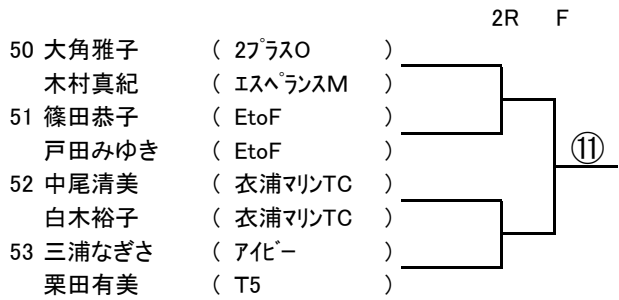 2R F
50 大角雅子 ( 2プラスO )
木村真紀 ( エスペランスM )
51 篠田恭子 ( EtoF )
戸田みゆき ( EtoF )
⑪
52 中尾清美 ( 衣浦マリンTC )
白木裕子 ( 衣浦マリンTC )
53 三浦なぎさ ( アイビー )
栗田有美 ( T5 )